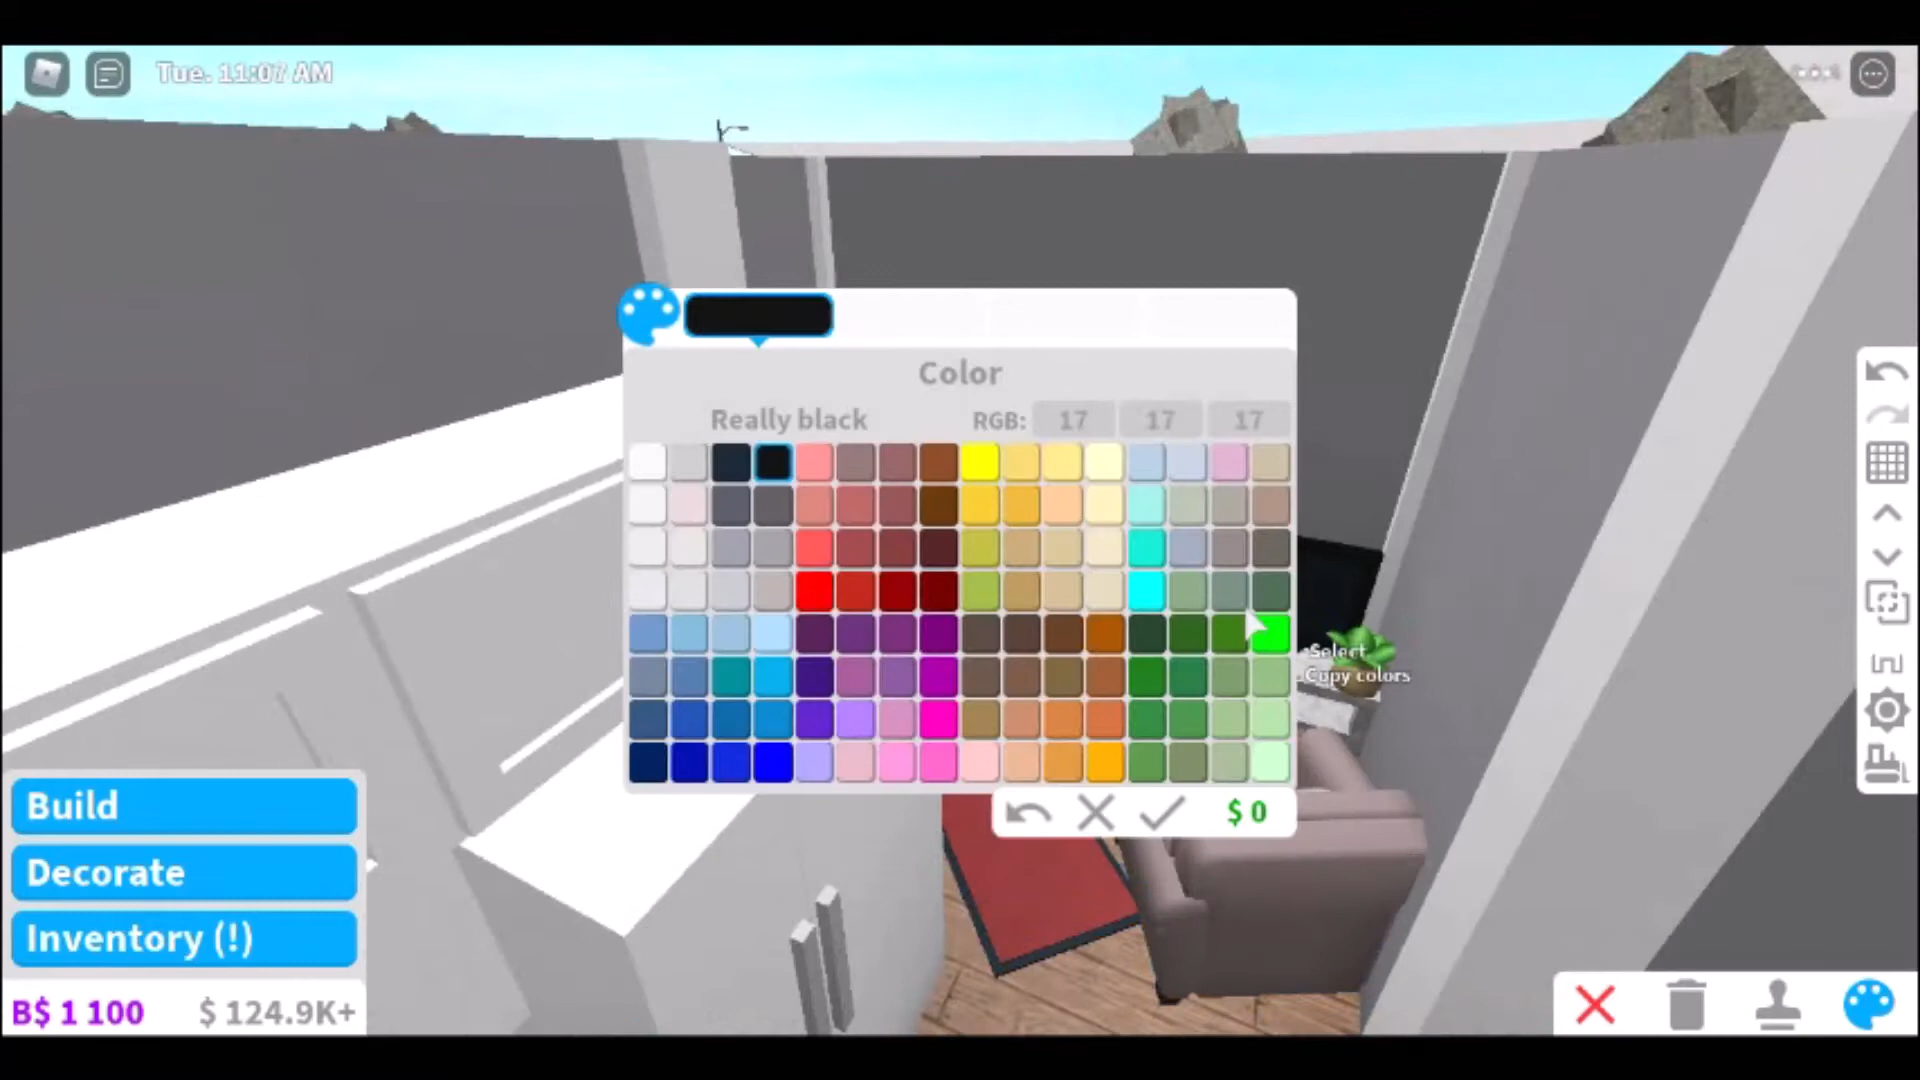 Tue. 11:07 AM
Color
Really black
RGB: 17 17 17
Select
Copy colors
Build
Decorate
Inventory (!)
$ 0
B$ 1 100
$ 124.9K+